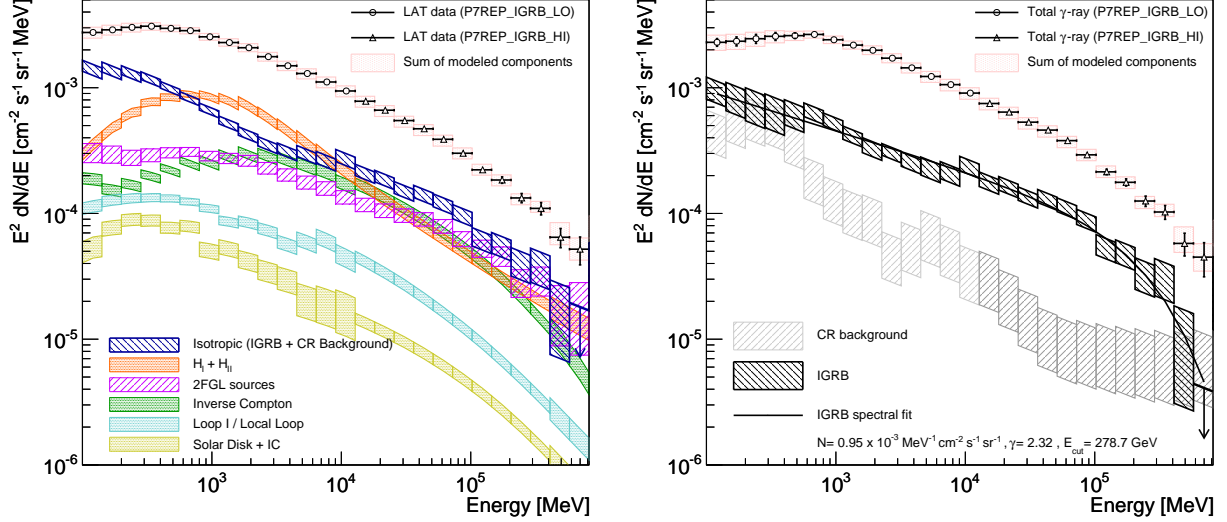 E² dN/dE [cm⁻² s⁻¹ sr⁻¹ MeV]
10⁻³
10⁻⁴
10⁻⁵
10⁻⁶
LAT data (P7REP_IGRB_LO)
LAT data (P7REP_IGRB_HI)
Sum of modeled components
Isotropic (IGRB + CR Background)
H_I + H_II
2FGL sources
Inverse Compton
Loop I / Local Loop
Solar Disk + IC
10³
10⁴
10⁵
Energy [MeV]
E² dN/dE [cm⁻² s⁻¹ sr⁻¹ MeV]
10⁻³
10⁻⁴
10⁻⁵
10⁻⁶
Total γ-ray (P7REP_IGRB_LO)
Total γ-ray (P7REP_IGRB_HI)
Sum of modeled components
CR background
IGRB
IGRB spectral fit
N= 0.95 x 10⁻³ MeV⁻¹ cm⁻² s⁻¹ sr⁻¹ , γ= 2.32 , E_cut = 278.7 GeV
10³
10⁴
10⁵
Energy [MeV]